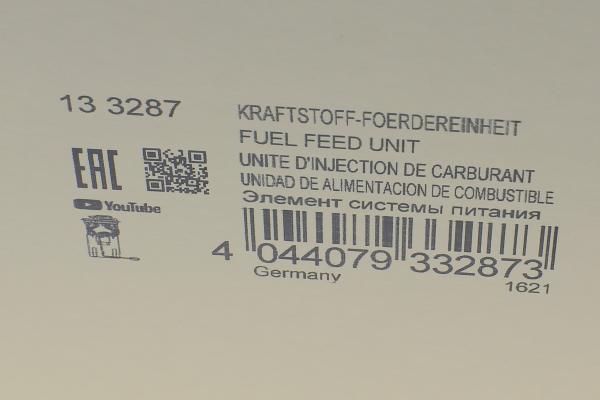 13 3287
KRAFTSTOFF-FOERDEREINHEIT
FUEL FEED UNIT
UNITE D'INJECTION DE CARBURANT
UNIDAD DE ALIMENTACION DE COMBUSTIBLE
Элемент системы питания
EAC
YouTube
4 044079 332873
Germany
1621